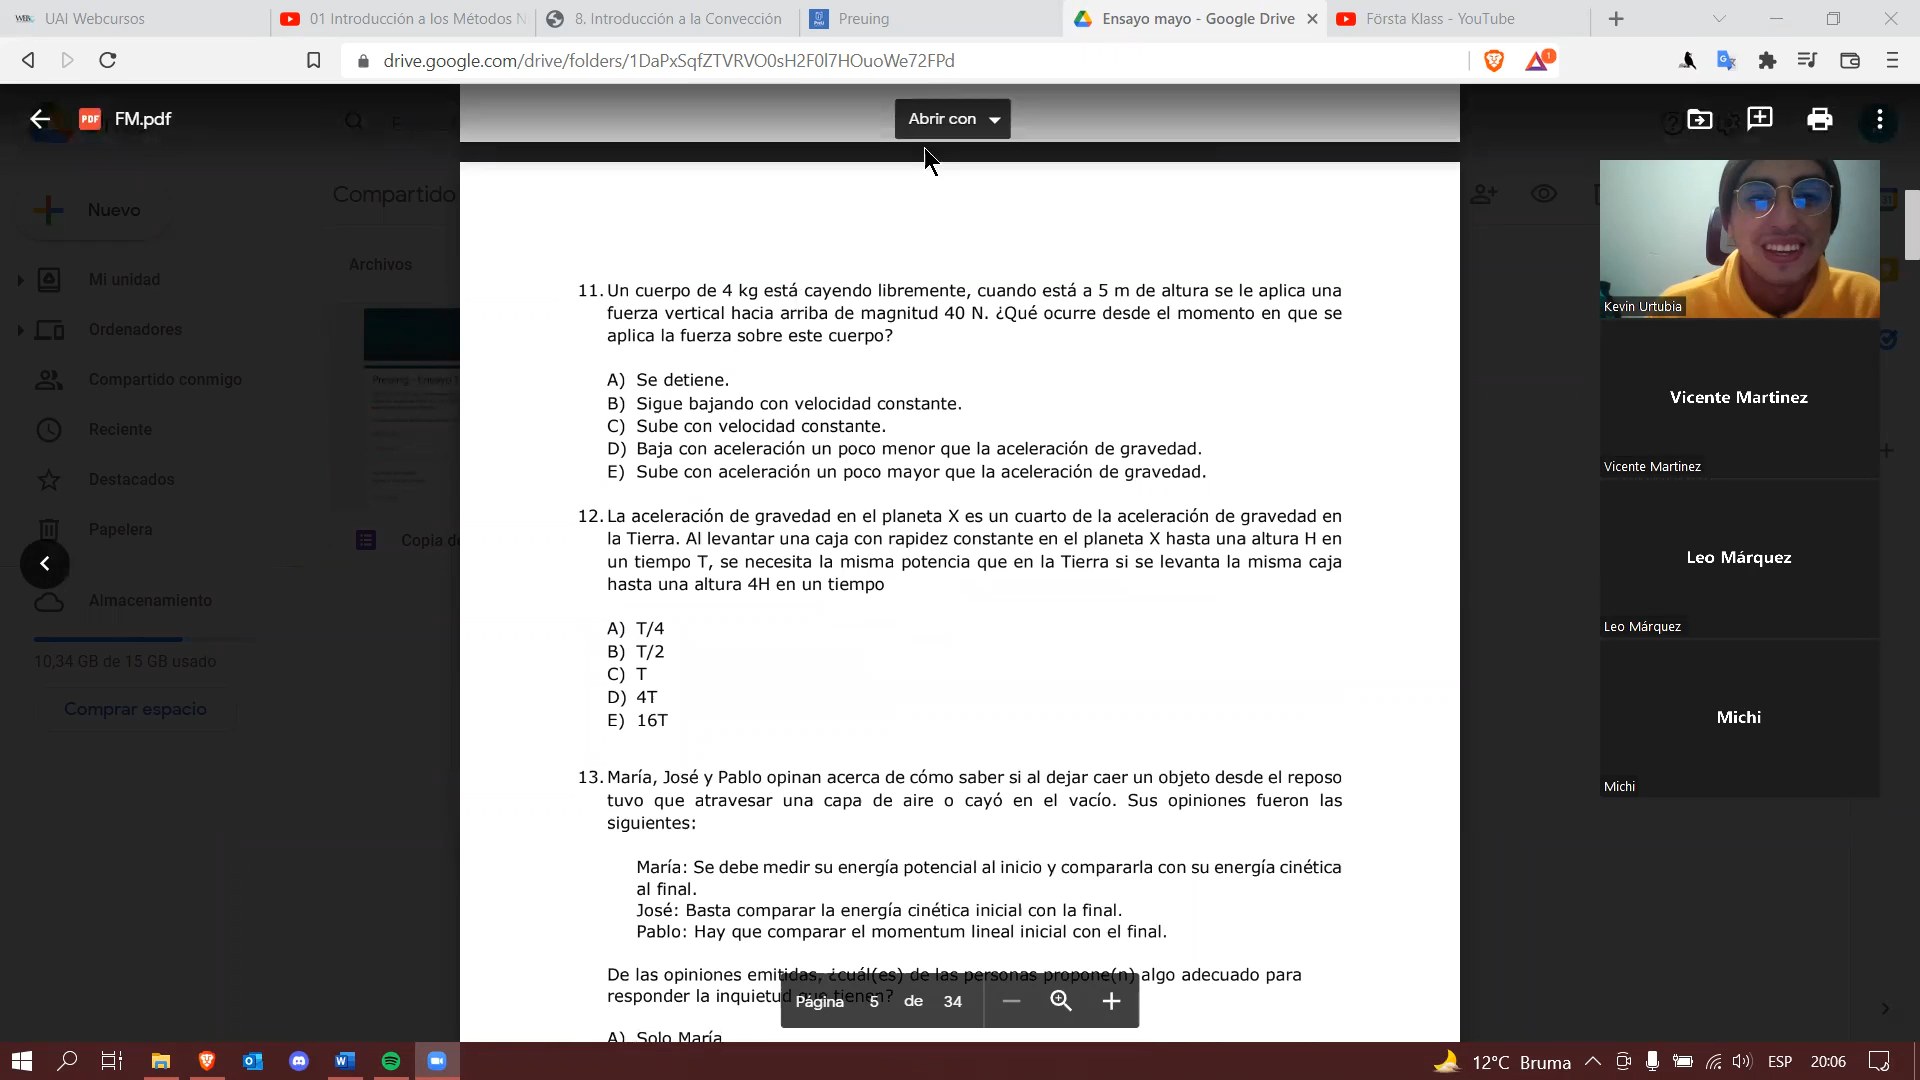 UAI Webcursos
01 Introducción a los Métodos N
8. Introducción a la Convección
Preuing
Ensayo mayo - Google Drive
Första Klass - YouTube
drive.google.com/drive/folders/1DaPxSqfZTVRVO0sH2F0l7HOuoWe72FPd
1
PDF
FM.pdf
Abrir con
Nuevo
Compartido
Mi unidad
Archivos
Ordenadores
Compartido conmigo
Reciente
Destacados
Papelera
Copia de
Almacenamiento
10,34 GB de 15 GB usado
Comprar espacio
11. Un cuerpo de 4 kg está cayendo libremente, cuando está a 5 m de altura se le aplica una
fuerza vertical hacia arriba de magnitud 40 N. ¿Qué ocurre desde el momento en que se
aplica la fuerza sobre este cuerpo?
A) Se detiene.
B) Sigue bajando con velocidad constante.
C) Sube con velocidad constante.
D) Baja con aceleración un poco menor que la aceleración de gravedad.
E) Sube con aceleración un poco mayor que la aceleración de gravedad.
12. La aceleración de gravedad en el planeta X es un cuarto de la aceleración de gravedad en
la Tierra. Al levantar una caja con rapidez constante en el planeta X hasta una altura H en
un tiempo T, se necesita la misma potencia que en la Tierra si se levanta la misma caja
hasta una altura 4H en un tiempo
A) T/4
B) T/2
C) T
D) 4T
E) 16T
13. María, José y Pablo opinan acerca de cómo saber si al dejar caer un objeto desde el reposo
tuvo que atravesar una capa de aire o cayó en el vacío. Sus opiniones fueron las
siguientes:
María: Se debe medir su energía potencial al inicio y compararla con su energía cinética
al final.
José: Basta comparar la energía cinética inicial con la final.
Pablo: Hay que comparar el momentum lineal inicial con el final.
De las opiniones emitidas, ¿cuál(es) de las personas propone(n) algo adecuado para
responder la inquietud que tienen?
A) Solo María
Página 5 de 34
Kevin Urtubia
Vicente Martinez
Vicente Martinez
Leo Márquez
Leo Márquez
Michi
Michi
12°C Bruma
ESP
20:06